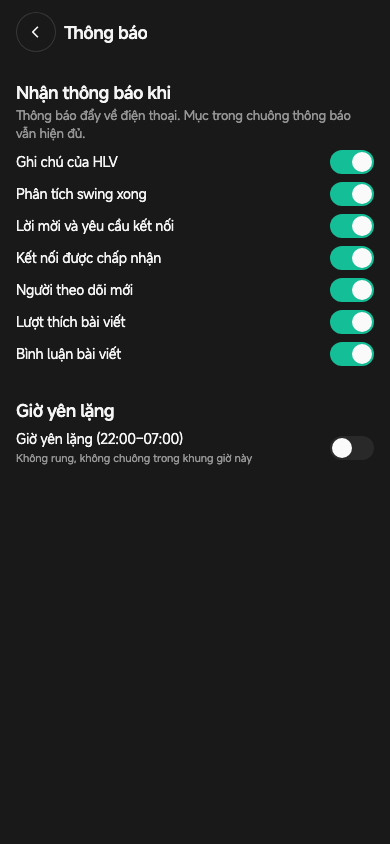 Thông báo
Nhận thông báo khi
Thông báo đẩy về điện thoại. Mục trong chuông thông báo
vẫn hiện đủ.
Ghi chú của HLV
Phân tích swing xong
Lời mời và yêu cầu kết nối
Kết nối được chấp nhận
Người theo dõi mới
Lượt thích bài viết
Bình luận bài viết
Giờ yên lặng
Giờ yên lặng (22:00–07:00)
Không rung, không chuông trong khung giờ này